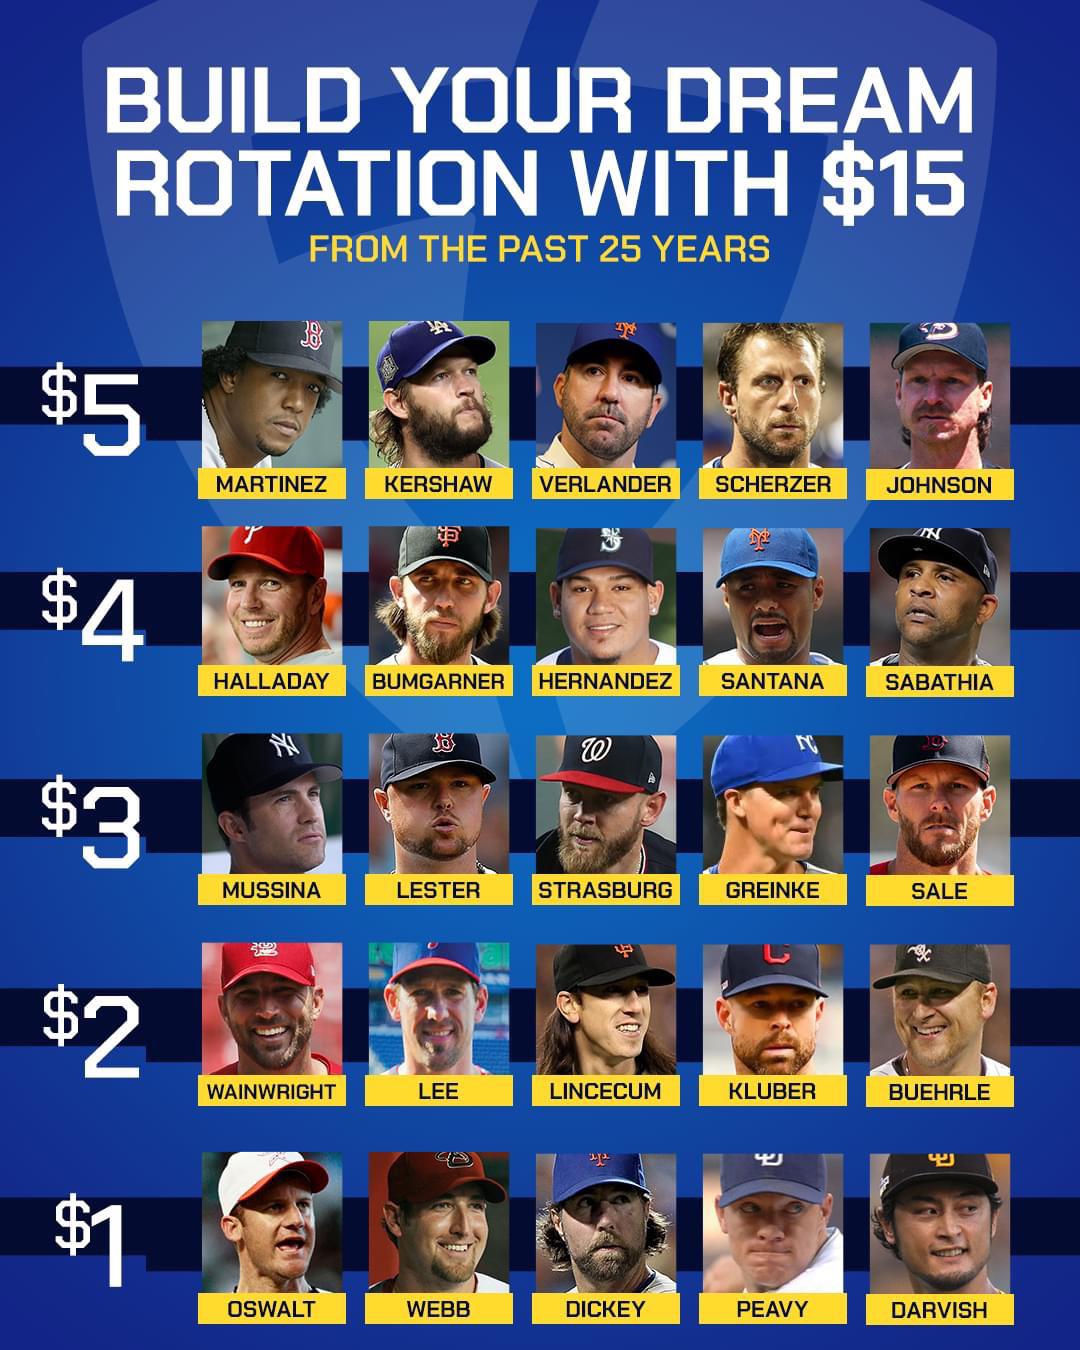 BUILD YOUR DREAM
ROTATION WITH $15
FROM THE PAST 25 YEARS
$5
MARTINEZ KERSHAW VERLANDER SCHERZER JOHNSON
$4
HALLADAY BUMGARNER HERNANDEZ SANTANA SABATHIA
$3
MUSSINA LESTER STRASBURG GREINKE SALE
$2
WAINWRIGHT LEE LINCECUM KLUBER BUEHRLE
$1
OSWALT WEBB DICKEY PEAVY DARVISH